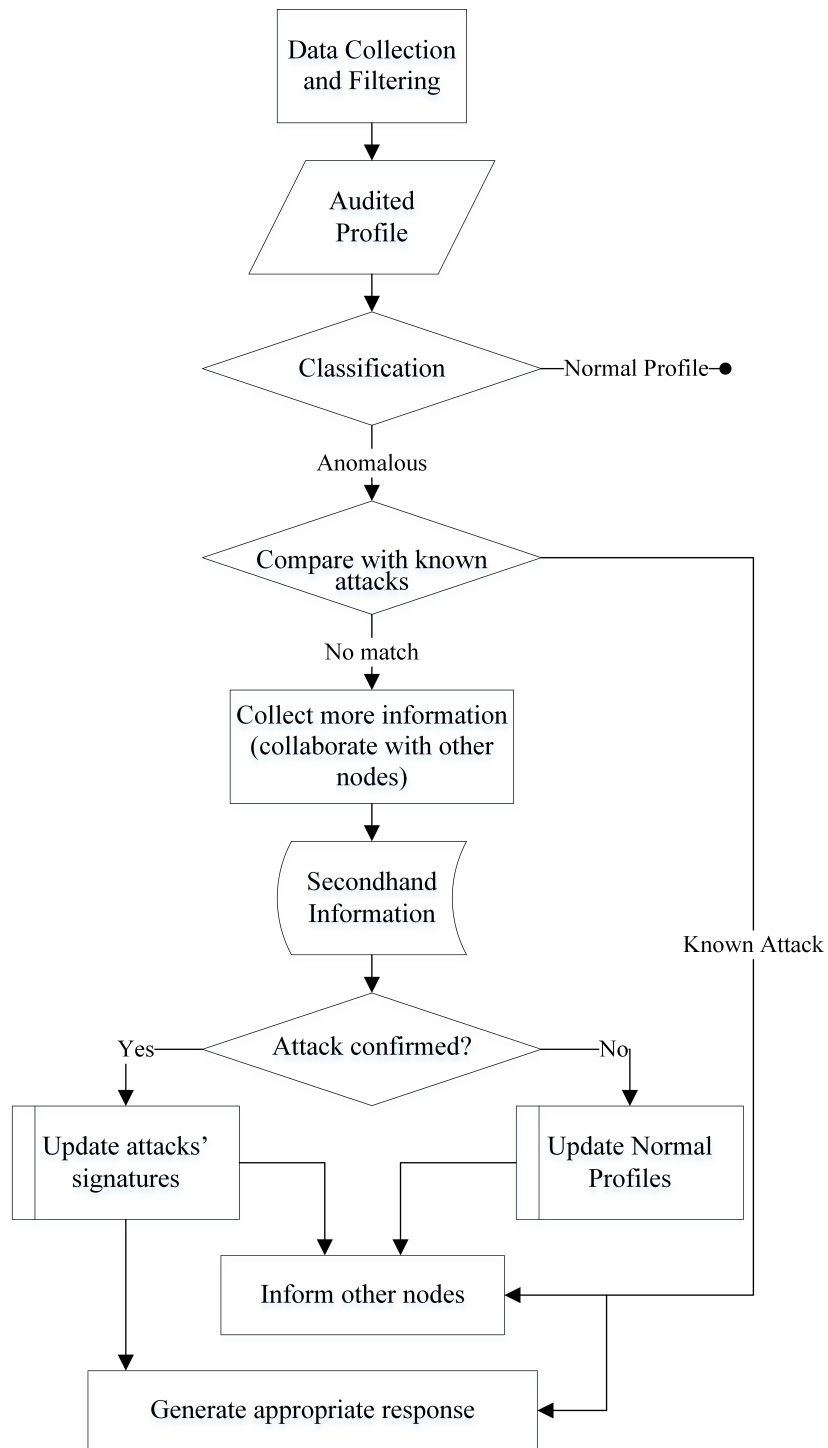 Data Collection
and Filtering
Audited
Profile
Classification
Normal Profile
Anomalous
Compare with known
attacks
No match
Collect more information
(collaborate with other
nodes)
Secondhand
Information
Known Attack
Attack confirmed?
Yes
No
Update attacks’
signatures
Update Normal
Profiles
Inform other nodes
Generate appropriate response